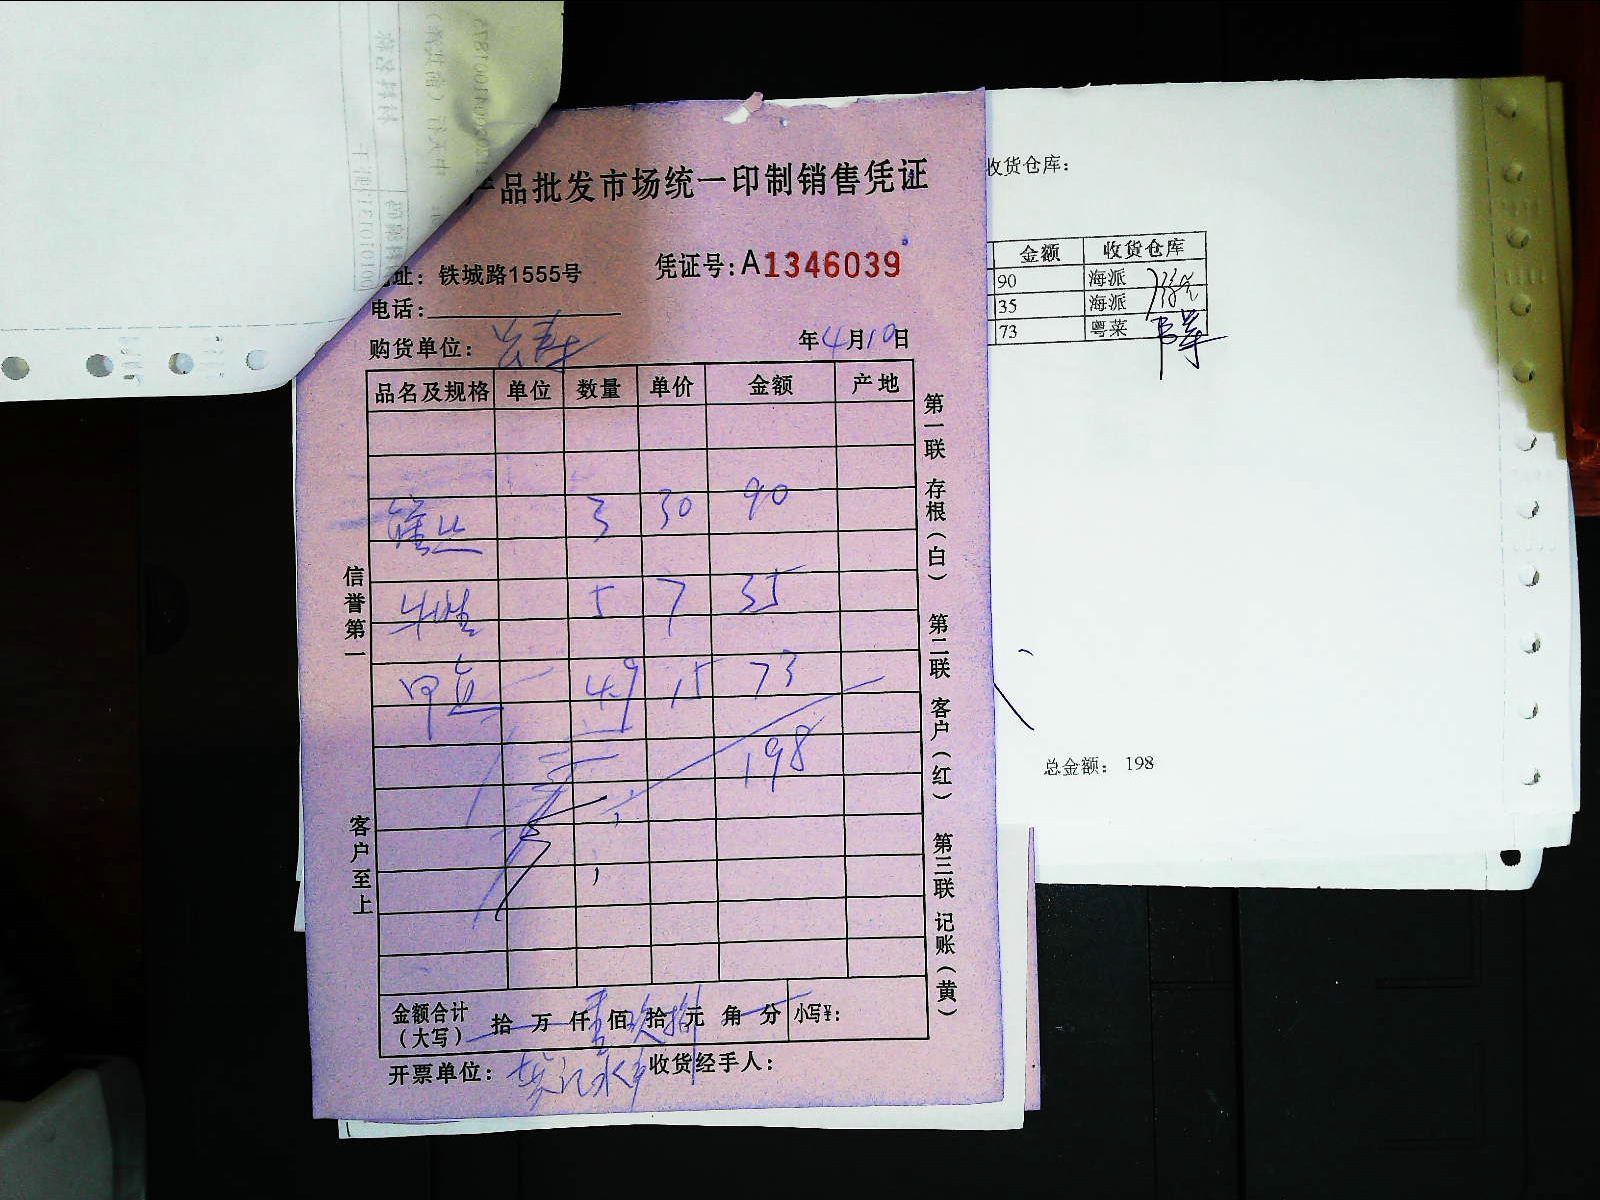 产品批发市场统一印制销售凭证
址：铁城路1555号
凭证号：A1346039
电话：
购货单位：
年4月10日
品名及规格 单位 数量 单价 金额 产地
3 30 90
5 7 35
4.9 15 73
198
金额合计（大写） 拾 万 仟 佰 拾 元 角 分 小写¥：
开票单位：
收货经手人：
信誉第一
客户至上
第一联 存根（白） 第二联 客户（红） 第三联 记账（黄）
收货仓库：
金额 收货仓库
90 海派
35 海派
73 粤菜
总金额： 198